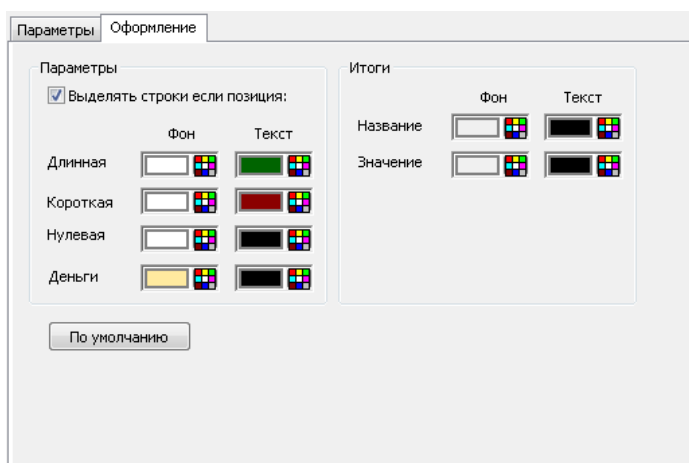 Параметры Оформление
Параметры
Выделять строки если позиция:
Фон Текст
Длинная
Короткая
Нулевая
Деньги
Итоги
Фон Текст
Название
Значение
По умолчанию